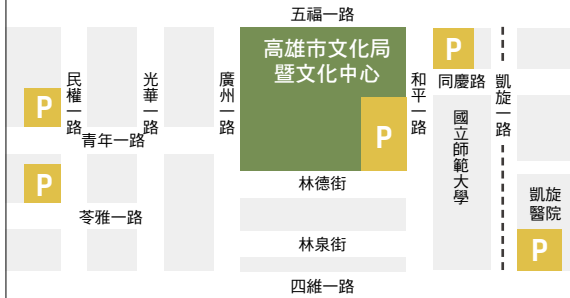 五福一路
高雄市文化局
暨文化中心
P
P
民權一路
光華一路
廣州一路
和平一路
同慶路
凱旋一路
P
P
青年一路
國立師範大學
P
林德街
凱旋
醫院
苓雅一路
林泉街
P
四維一路